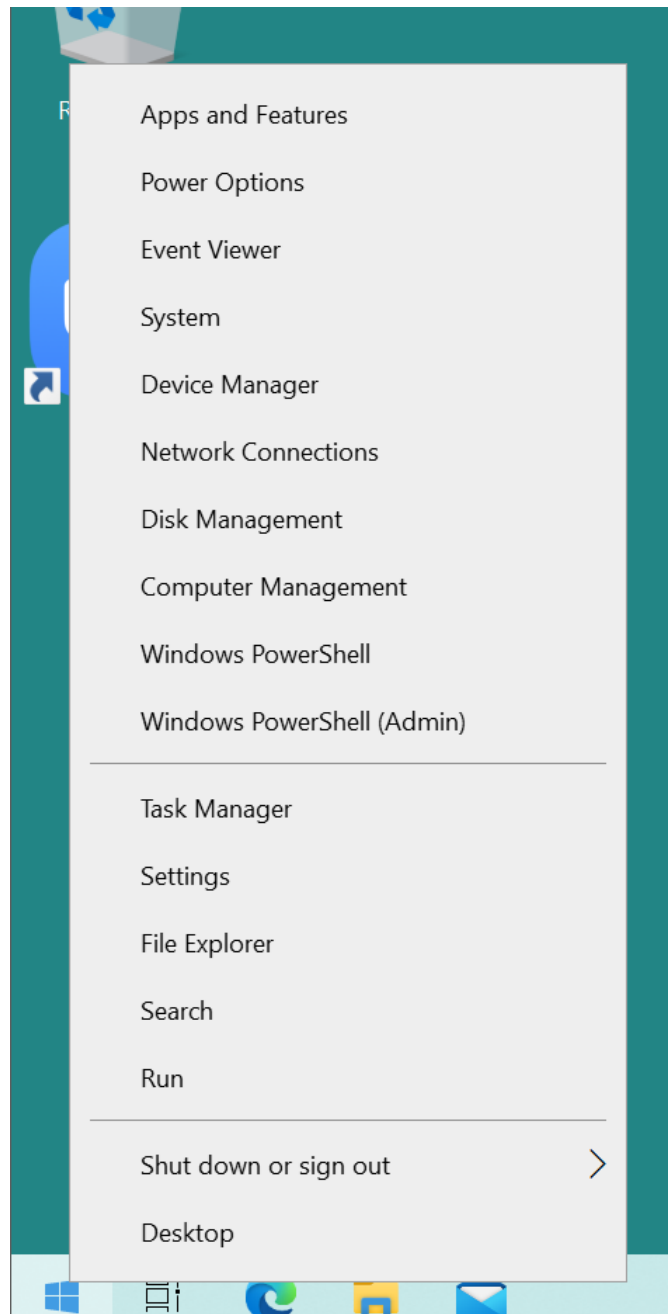 Apps and Features
Power Options
Event Viewer
System
Device Manager
Network Connections
Disk Management
Computer Management
Windows PowerShell
Windows PowerShell (Admin)
Task Manager
Settings
File Explorer
Search
Run
Shut down or sign out
Desktop